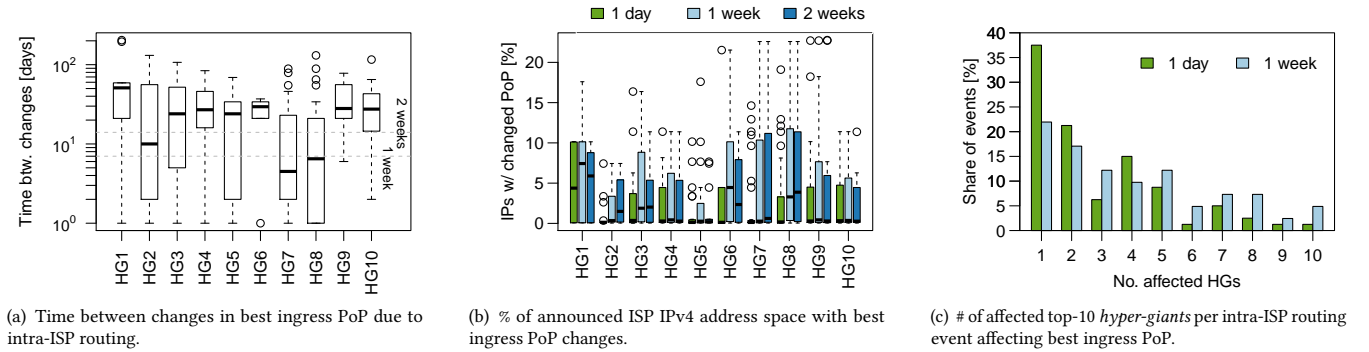 Time btw. changes [days]
10²
10¹
10⁰
2 weeks
1 week
HG1
HG2
HG3
HG4
HG5
HG6
HG7
HG8
HG9
HG10
(a) Time between changes in best ingress PoP due to
intra-ISP routing.
1 day
1 week
2 weeks
IPs w/ changed PoP [%]
20
15
10
5
0
HG1
HG2
HG3
HG4
HG5
HG6
HG7
HG8
HG9
HG10
(b) % of announced ISP IPv4 address space with best
ingress PoP changes.
Share of events [%]
40
35
30
25
20
15
10
5
0
1 day
1 week
1 2 3 4 5 6 7 8 9 10
No. affected HGs
(c) # of affected top-10 hyper-giants per intra-ISP routing
event affecting best ingress PoP.